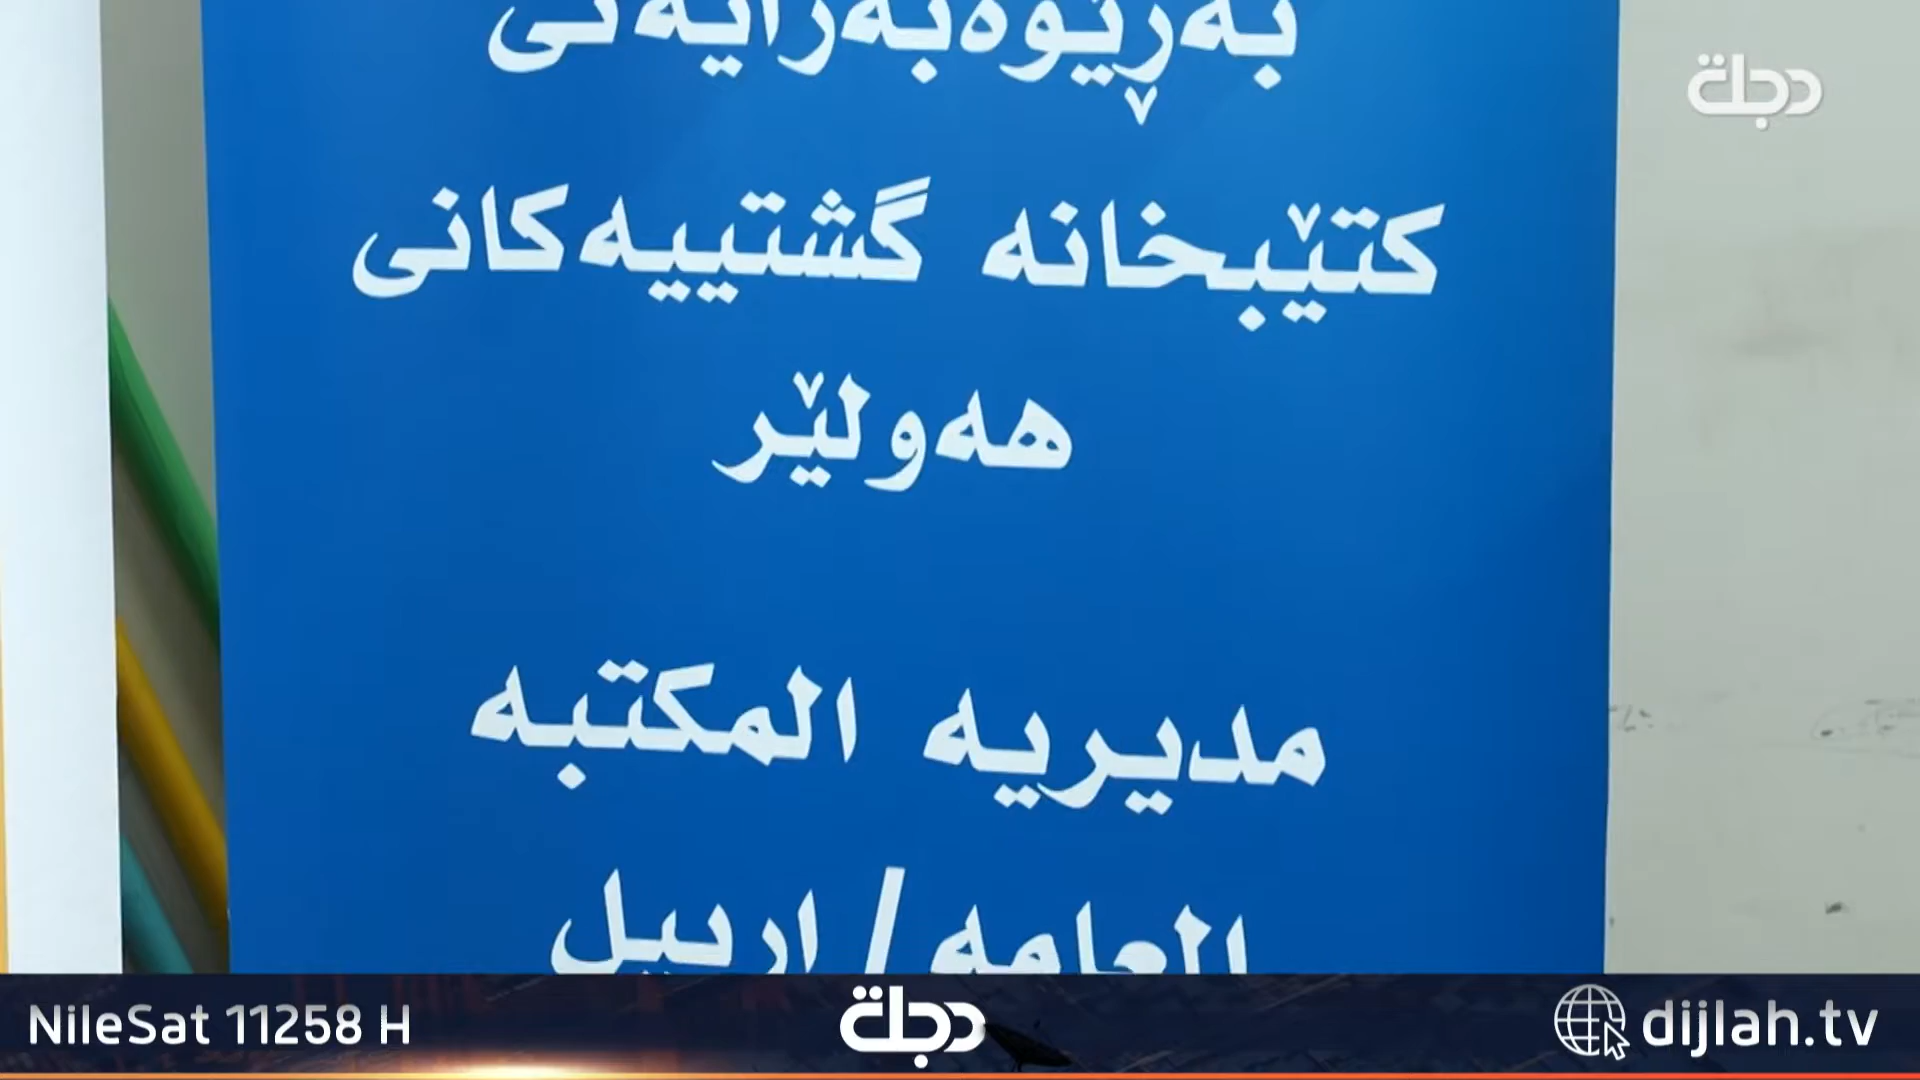 بەڕێوەبەرایەتی
دجلة
کتێبخانە گشتییەکانی
هەولێر
مديريه المكتبه
العامه / اربيل
NileSat 11258 H
دجلة
dijlah.tv